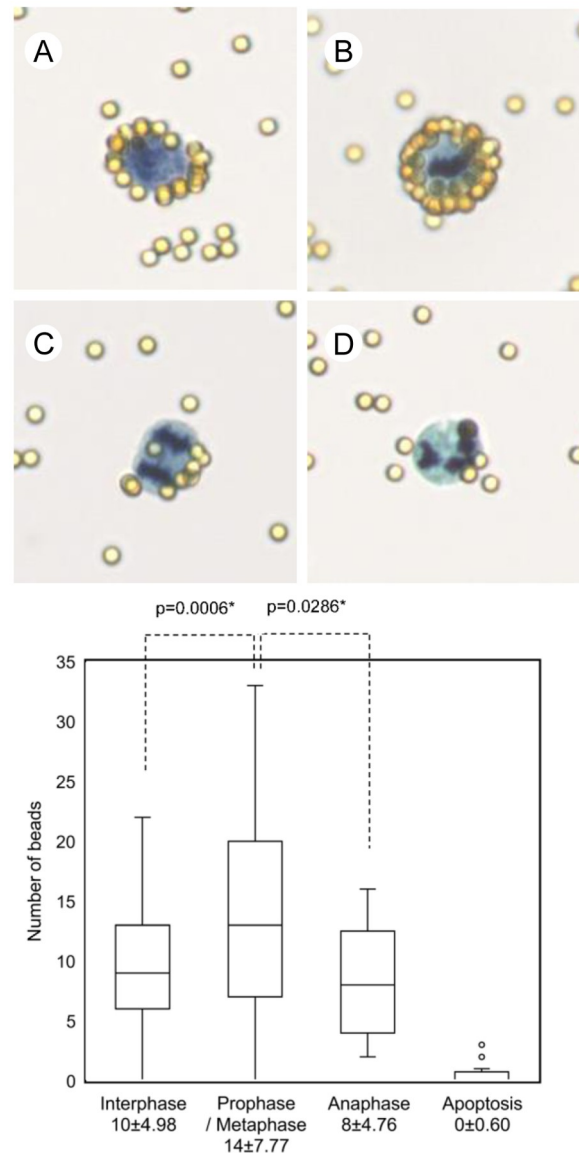 A
B
C
D
p=0.0006*
p=0.0286*
35
30
25
20
15
10
5
0
Number of beads
Interphase
10±4.98
Prophase
/ Metaphase
14±7.77
Anaphase
8±4.76
Apoptosis
0±0.60